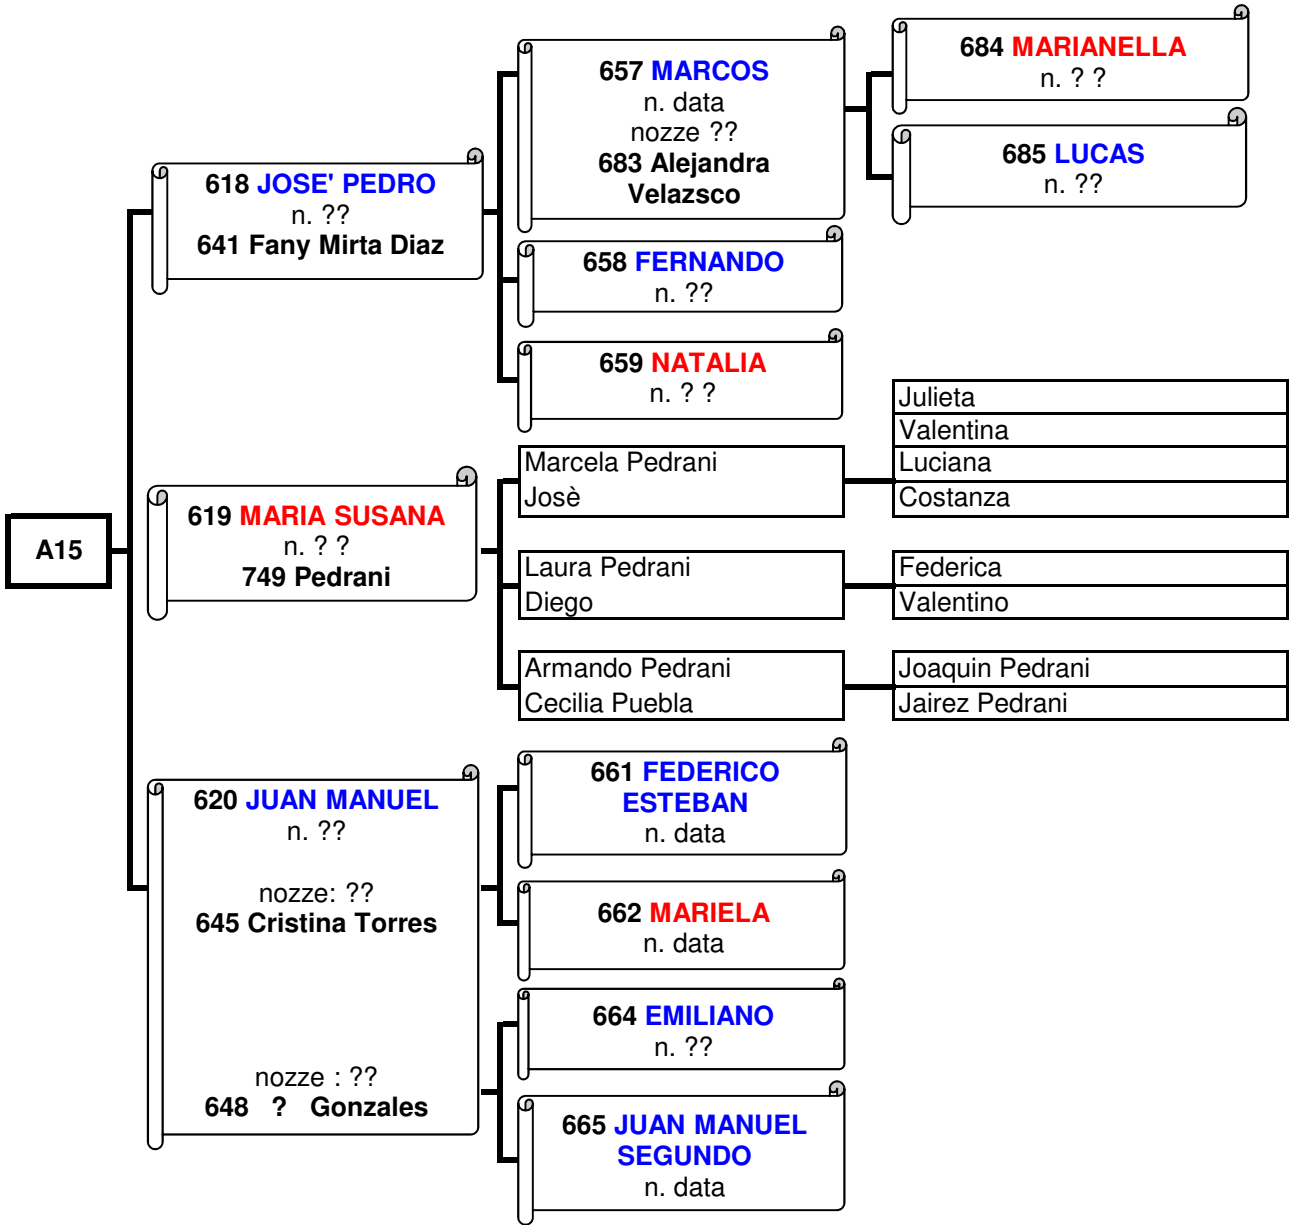 A15
618 JOSE' PEDRO
n. ??
641 Fany Mirta Diaz
657 MARCOS
n. data
nozze ??
683 Alejandra
Velazsco
684 MARIANELLA
n. ? ?
685 LUCAS
n. ??
658 FERNANDO
n. ??
659 NATALIA
n. ? ?
619 MARIA SUSANA
n. ? ?
749 Pedrani
Marcela Pedrani
Josè
Julieta
Valentina
Luciana
Costanza
Laura Pedrani
Diego
Federica
Valentino
Armando Pedrani
Cecilia Puebla
Joaquin Pedrani
Jairez Pedrani
620 JUAN MANUEL
n. ??
nozze: ??
645 Cristina Torres
nozze : ??
648 ? Gonzales
661 FEDERICO
ESTEBAN
n. data
662 MARIELA
n. data
664 EMILIANO
n. ??
665 JUAN MANUEL
SEGUNDO
n. data